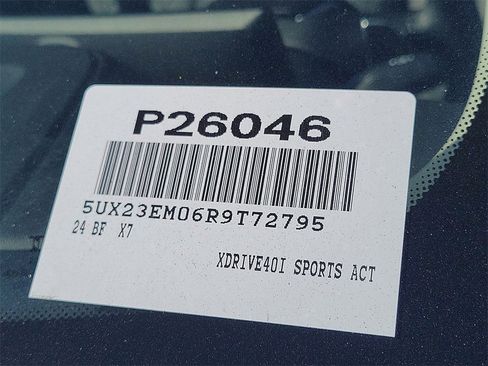 P26046
5UX23EM06R9T72795
24 BF X7
XDRIVE40I SPORTS ACT